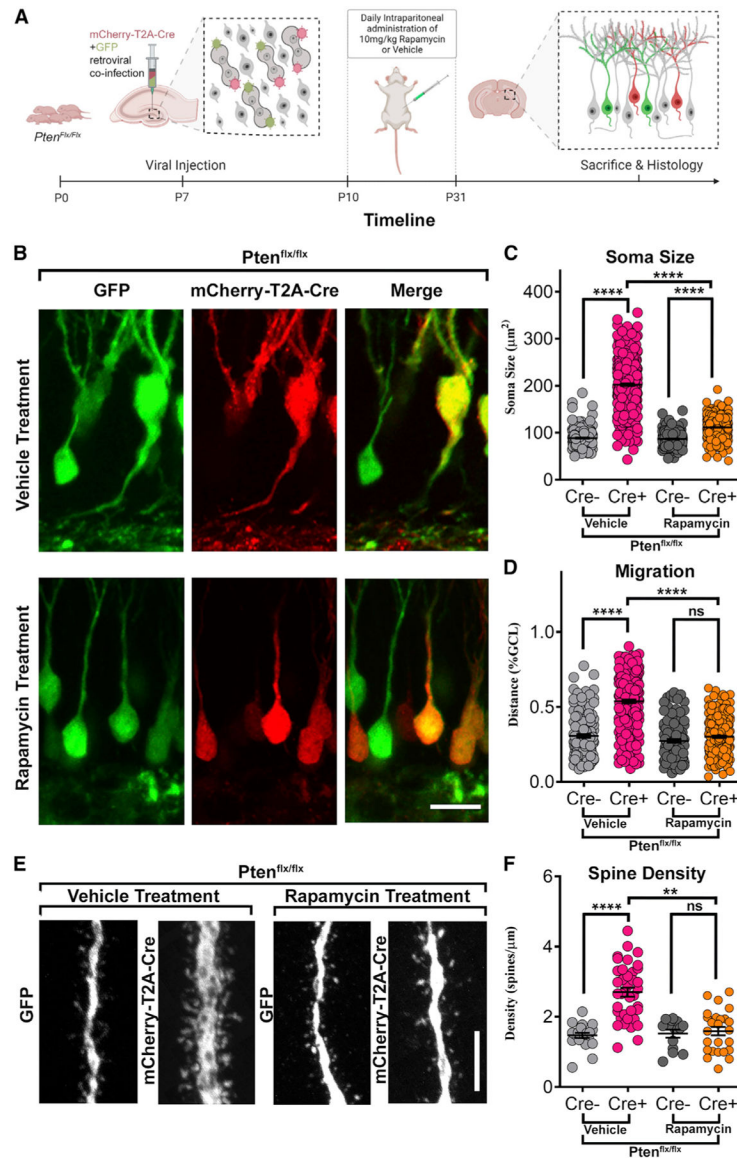 A
mCherry-T2A-Cre
+GFP
retroviral
co-infection
Daily Intraparitoneal
administration of
10mg/kg Rapamycin
or Vehicle
Pten^Flx/Flx
Viral Injection
Sacrifice & Histology
P0
P7
P10
P31
Timeline
B
Pten^flx/flx
GFP
mCherry-T2A-Cre
Merge
Vehicle Treatment
Rapamycin Treatment
C
Soma Size
****
****
****
Soma Size (μm²)
400
300
200
100
0
Cre-
Cre+
Cre-
Cre+
Vehicle
Rapamycin
Pten^flx/flx
D
Migration
****
****
ns
Distance (%GCL)
1.0
0.5
0.0
Cre-
Cre+
Cre-
Cre+
Vehicle
Rapamycin
Pten^flx/flx
E
Pten^flx/flx
Vehicle Treatment
Rapamycin Treatment
GFP
mCherry-T2A-Cre
GFP
mCherry-T2A-Cre
F
Spine Density
**
****
ns
Density (spines/μm)
6
4
2
0
Cre-
Cre+
Cre-
Cre+
Vehicle
Rapamycin
Pten^flx/flx